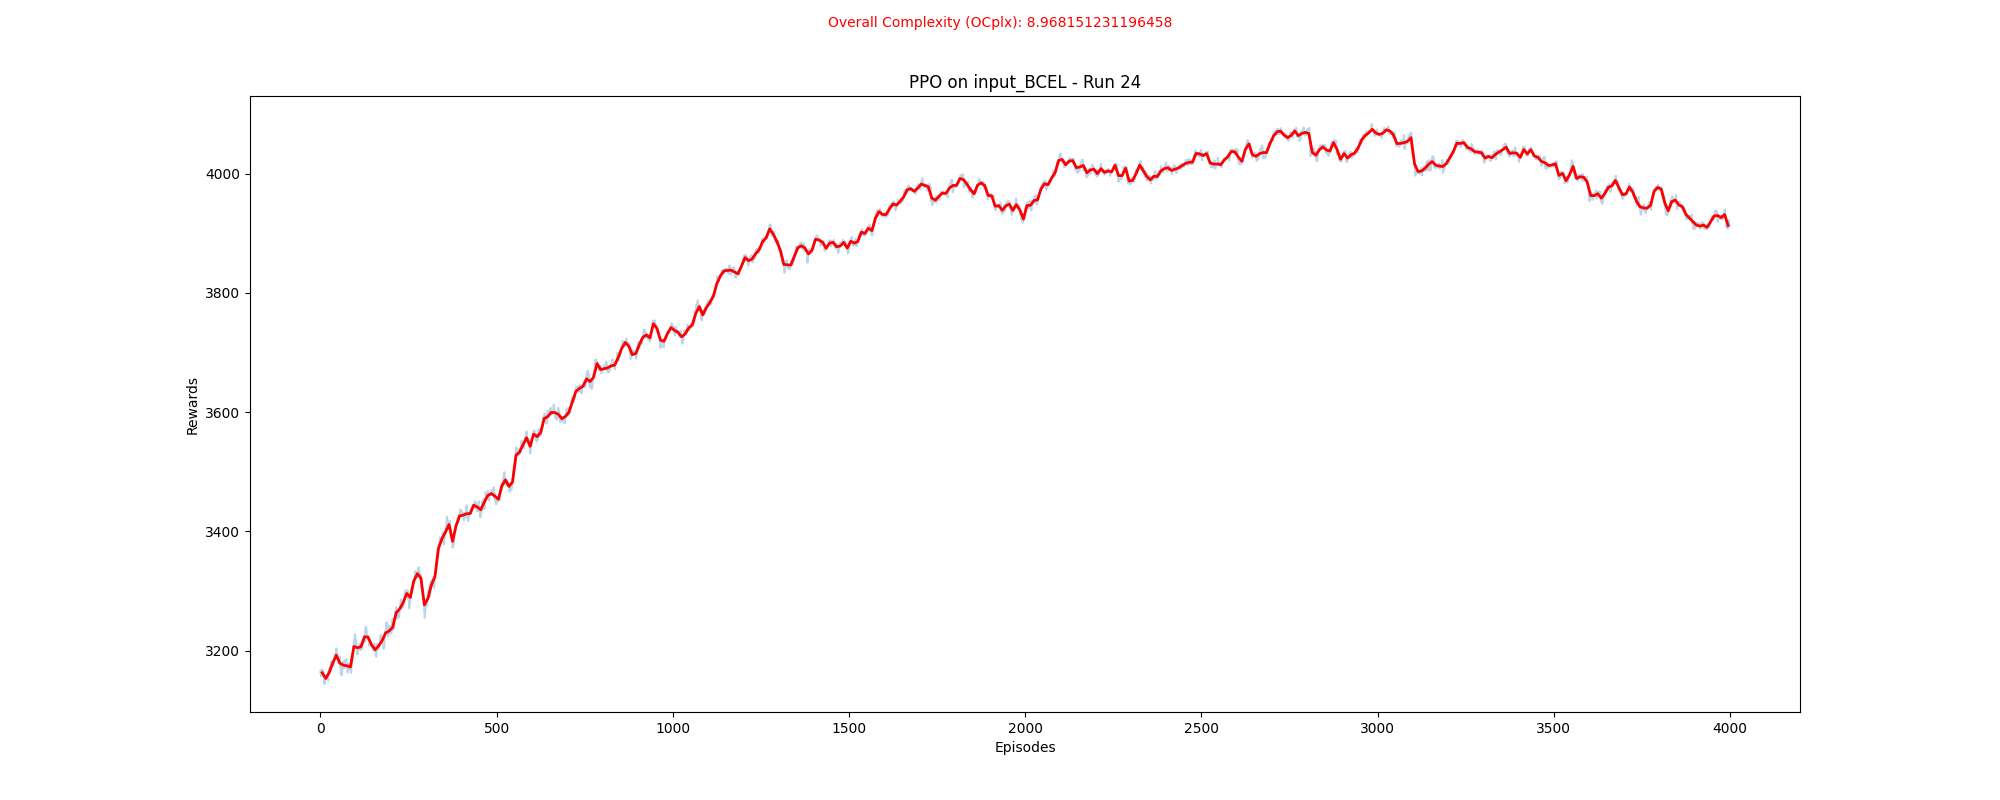 Overall Complexity (OCplx): 8.968151231196458
PPO on input_BCEL - Run 24
4000
3800
3600
3400
3200
Rewards
0 500 1000 1500 2000 2500 3000 3500 4000
Episodes